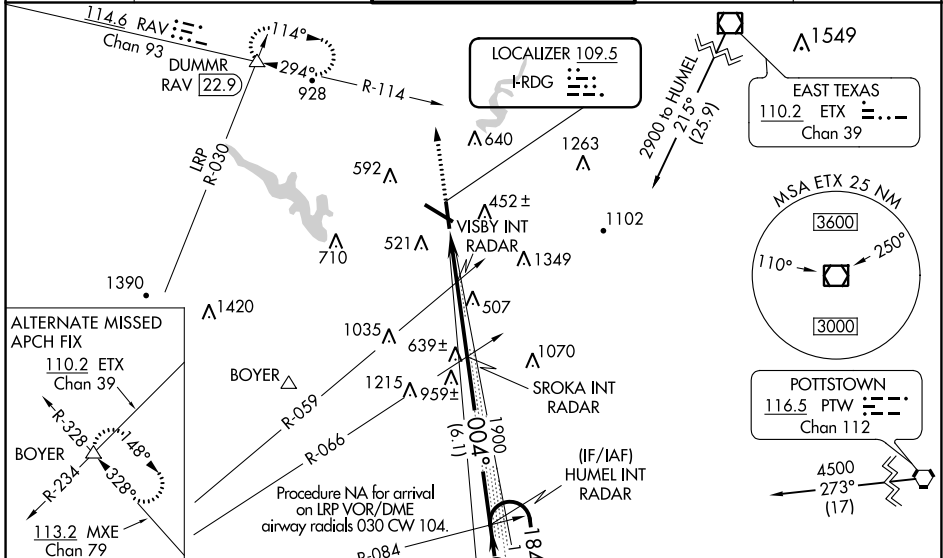 114.6 RAV
Chan 93
DUMMR
RAV 22.9
114°
294°
928
R-114
LRP
R-030
LOCALIZER 109.5
I-RDG
2900 to HUMEL
215°
(25.9)
1549
EAST TEXAS
110.2 ETX
Chan 39
640
1263
592
452±
1102
VISBY INT
RADAR
521
710
1349
MSA ETX 25 NM
3600
110°
250°
3000
1390
1420
507
1035
639±
1070
BOYER
1215
959±
SROKA INT
RADAR
R-059
R-066
004°
1900
(6.1)
(IF/IAF)
HUMEL INT
RADAR
ALTERNATE MISSED
APCH FIX
110.2 ETX
Chan 39
R-328
BOYER
148°
328°
R-234
113.2 MXE
Chan 79
Procedure NA for arrival
on LRP VOR/DME
airway radials 030 CW 104.
R-084
184
POTTSTOWN
116.5 PTW
Chan 112
4500
273°
(17)